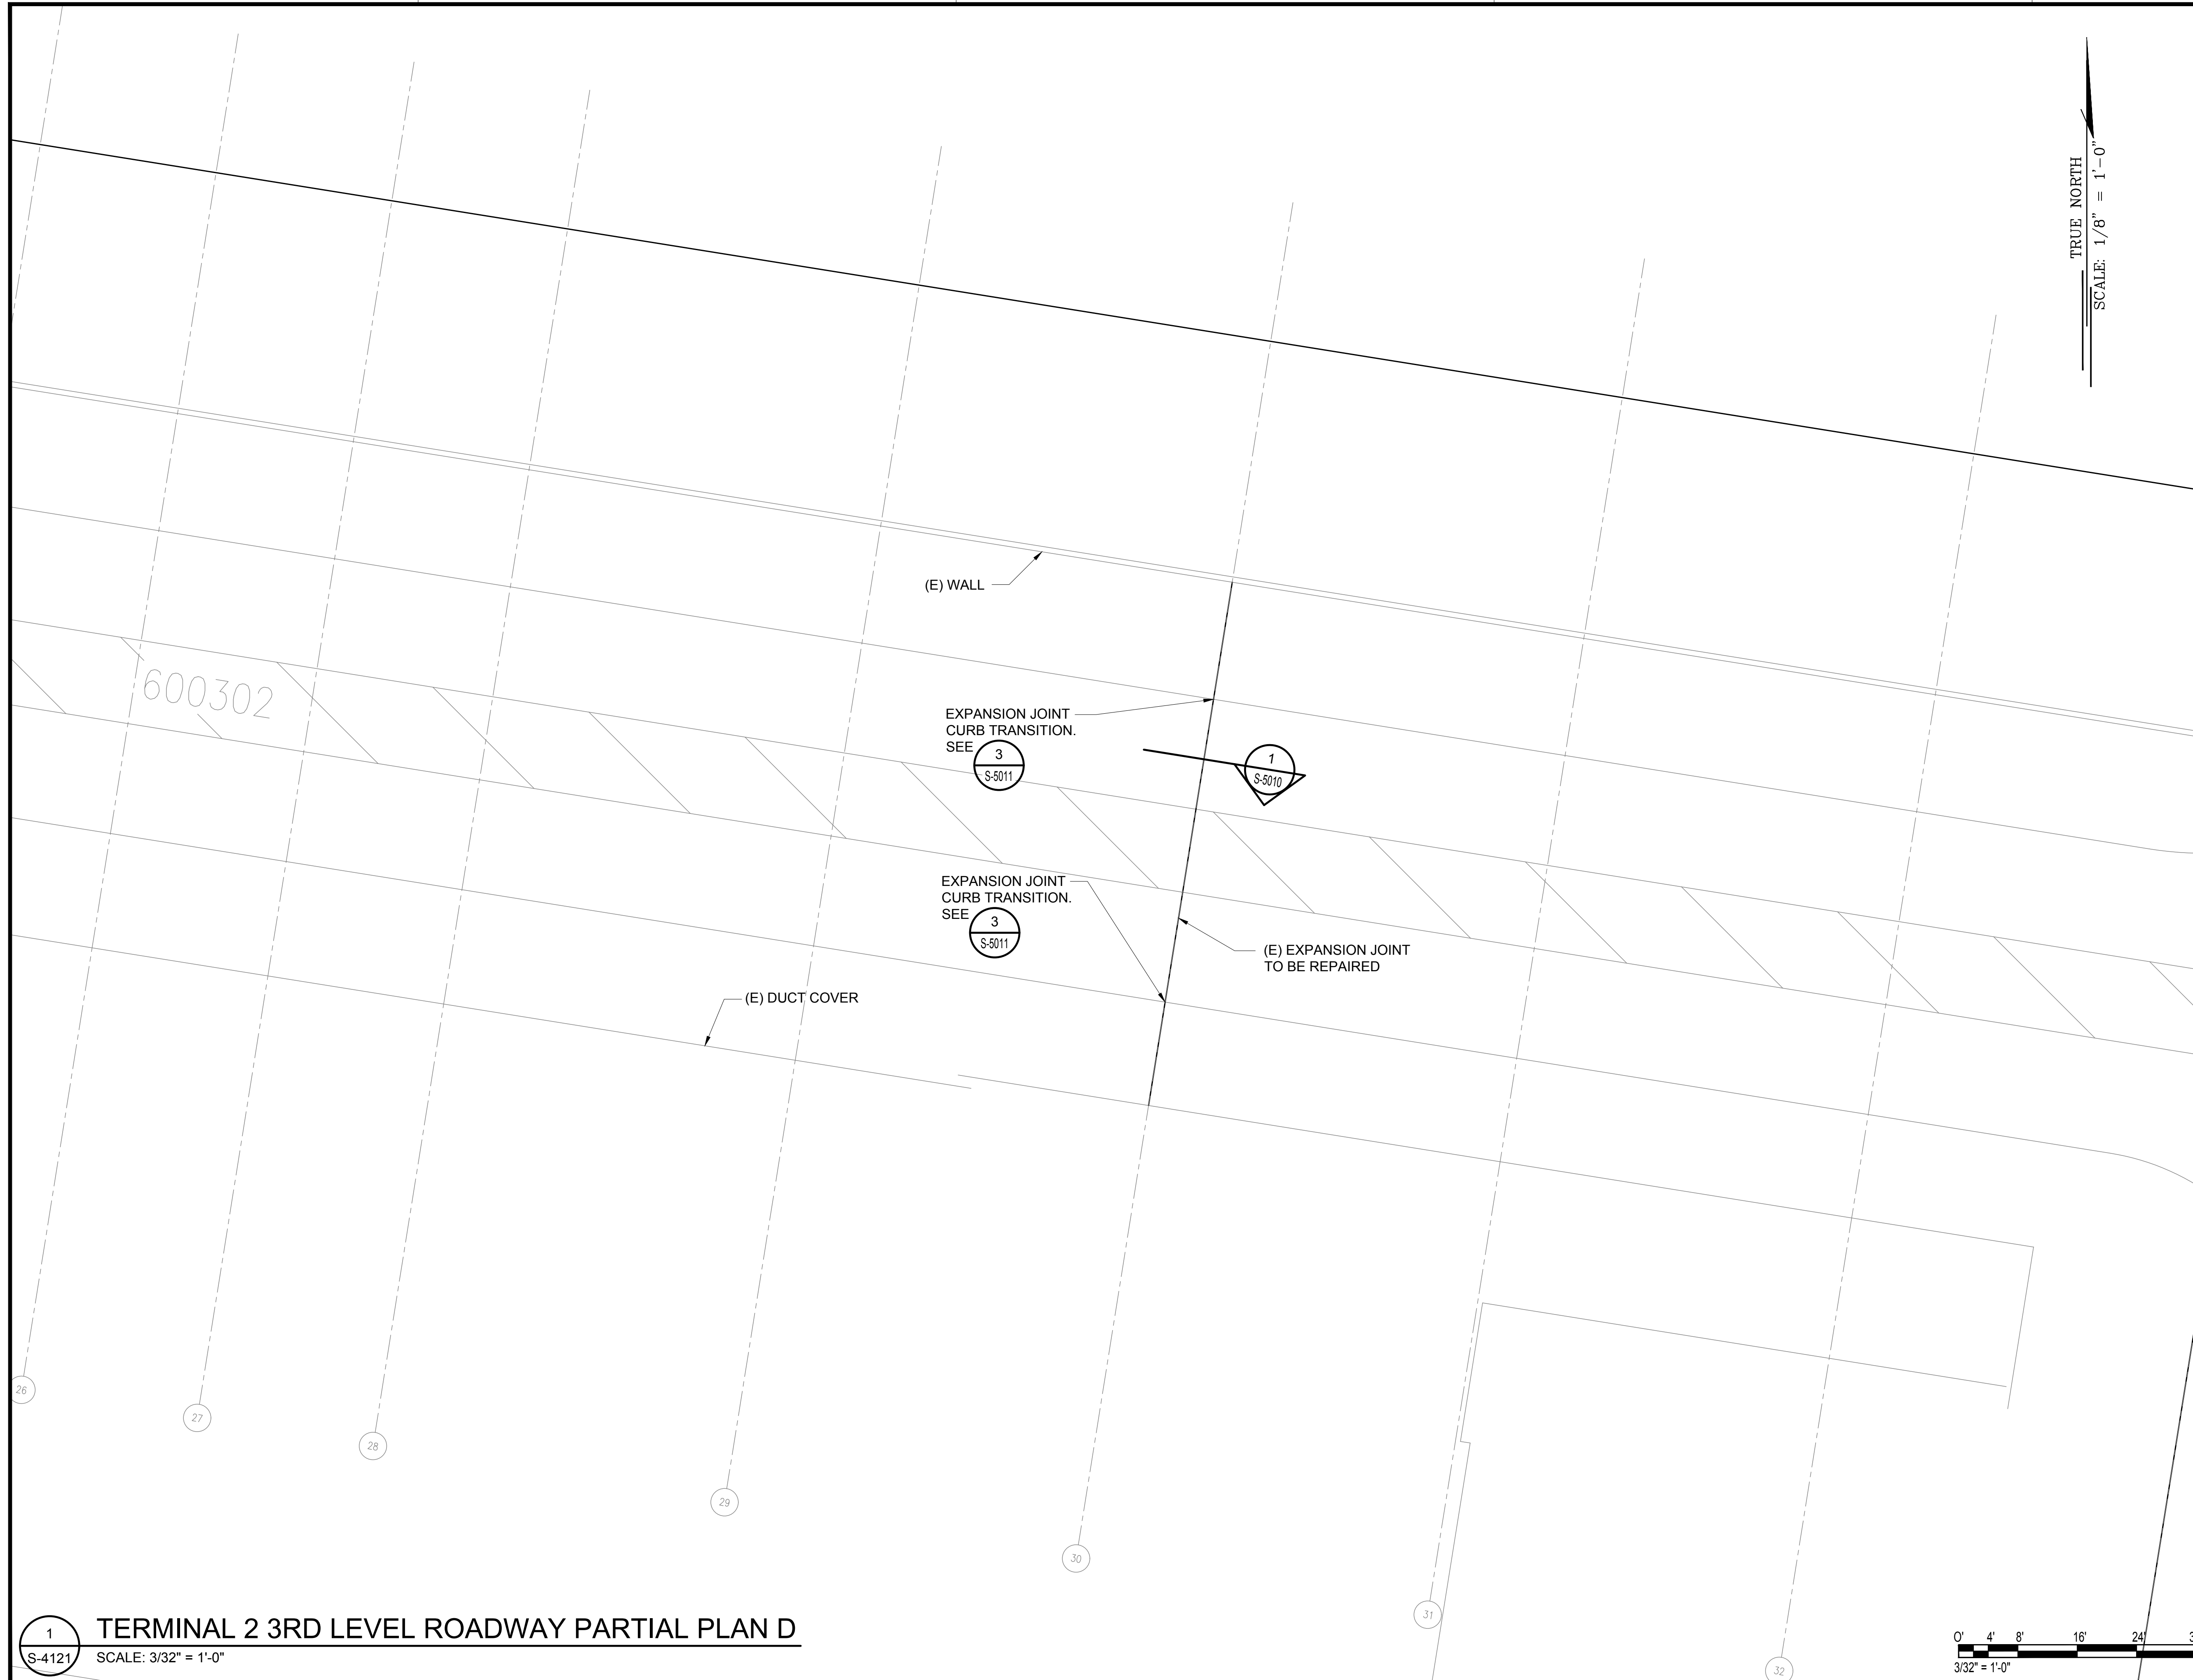 TRUE NORTH
SCALE: 1/8" = 1'-0"
(E) WALL
600302
EXPANSION JOINT
CURB TRANSITION.
SEE
3
S-5011
1
S-5010
EXPANSION JOINT
CURB TRANSITION.
SEE
3
S-5011
(E) EXPANSION JOINT
TO BE REPAIRED
(E) DUCT COVER
26
27
28
29
30
31
32
1
S-4121
TERMINAL 2 3RD LEVEL ROADWAY PARTIAL PLAN D
SCALE: 3/32" = 1'-0"
0' 4' 8' 16' 24'
3/32" = 1'-0"